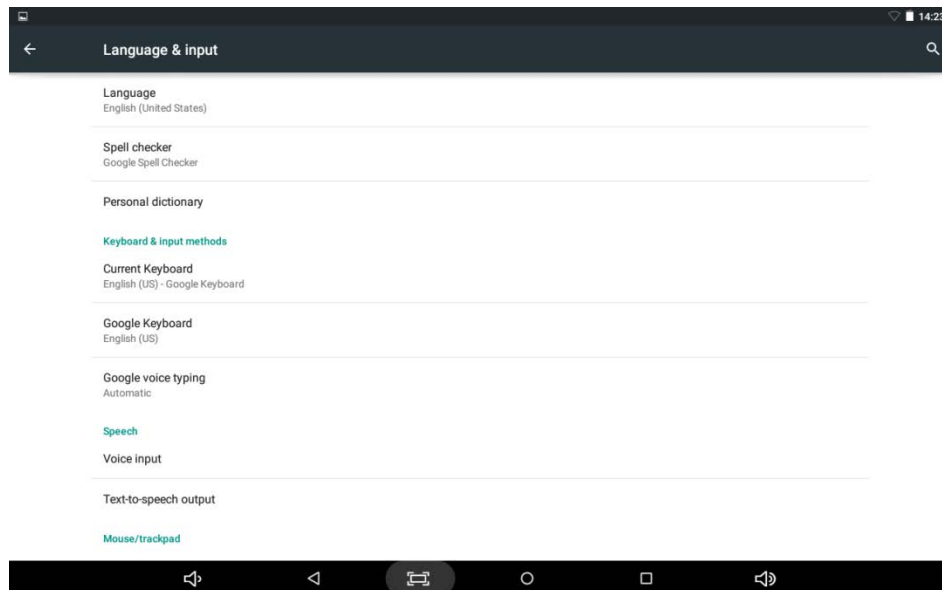 14:23
Language & input
Language
English (United States)
Spell checker
Google Spell Checker
Personal dictionary
Keyboard & input methods
Current Keyboard
English (US) - Google Keyboard
Google Keyboard
English (US)
Google voice typing
Automatic
Speech
Voice input
Text-to-speech output
Mouse/trackpad